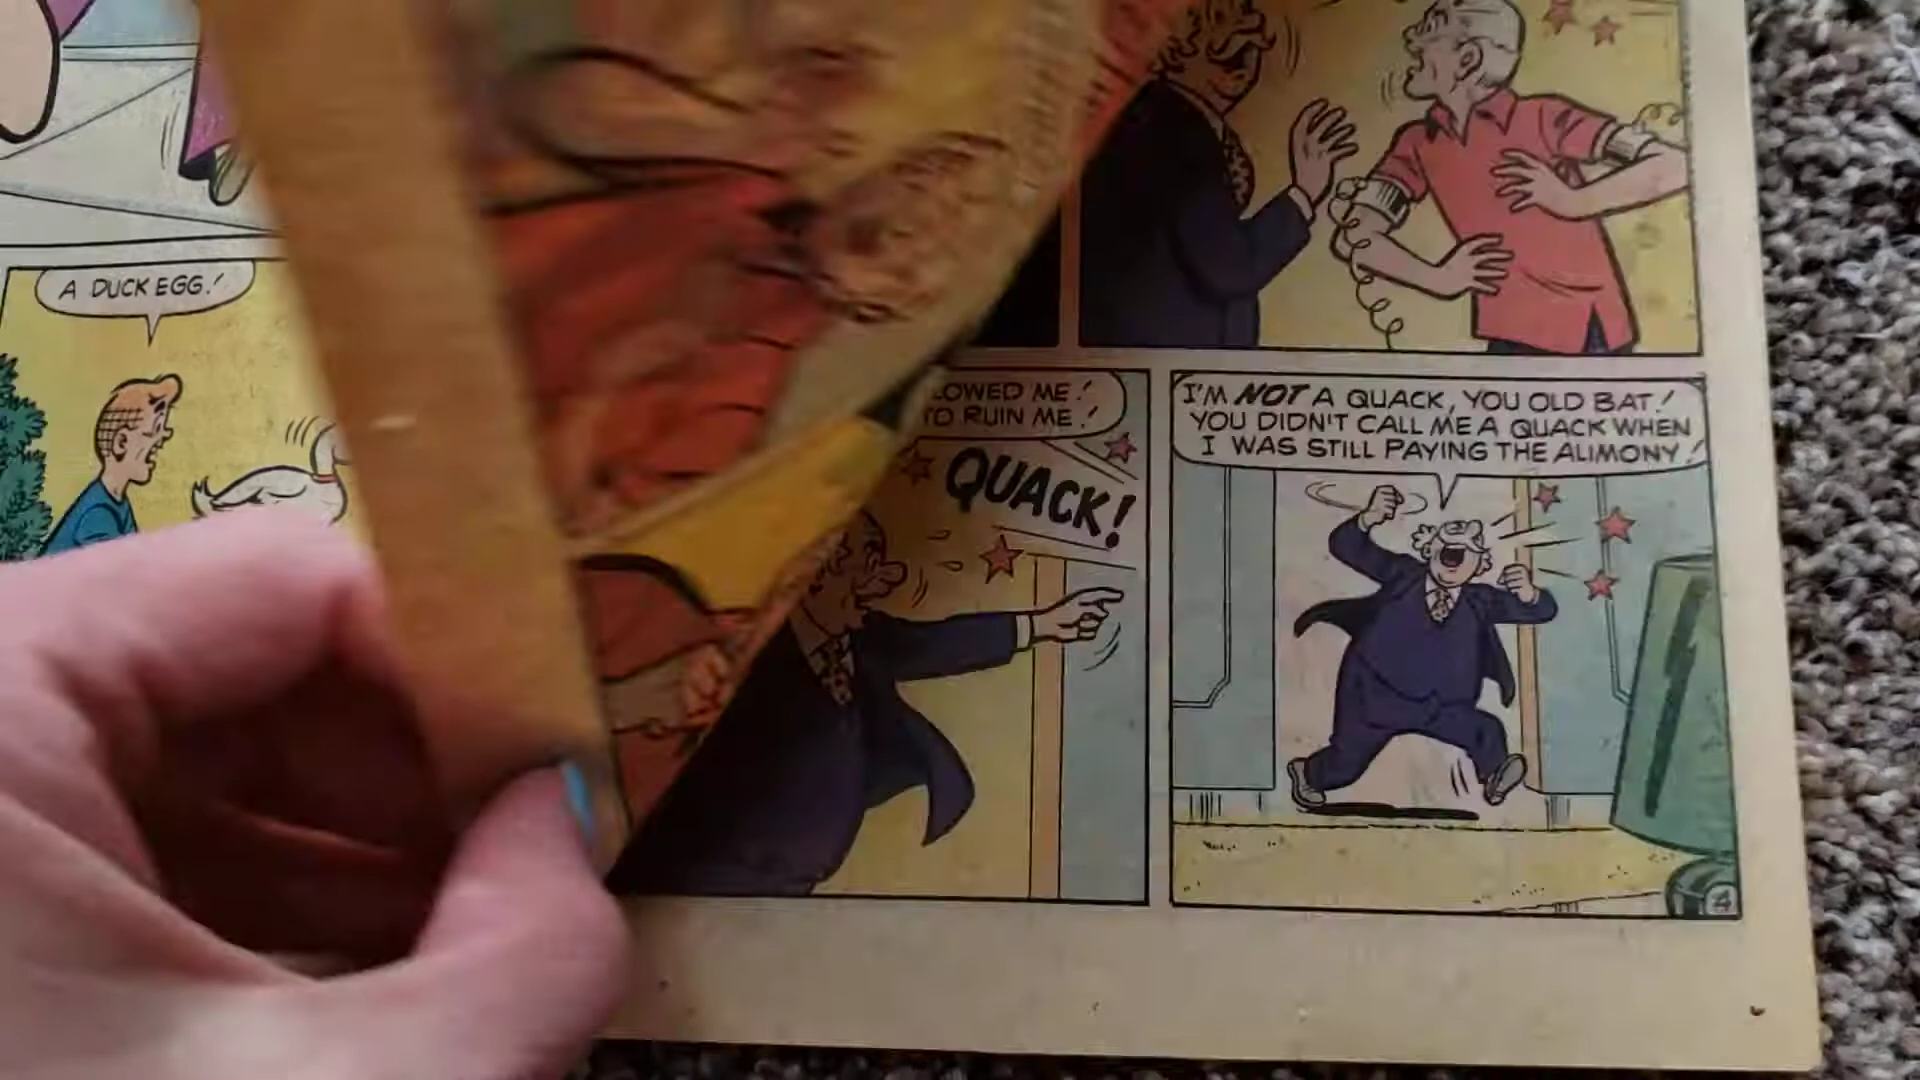 A DUCK EGG!
LOWED ME!
TO RUIN ME!
QUACK!
I'M NOT A QUACK, YOU OLD BAT!
YOU DIDN'T CALL ME A QUACK WHEN
I WAS STILL PAYING THE ALIMONY!
4